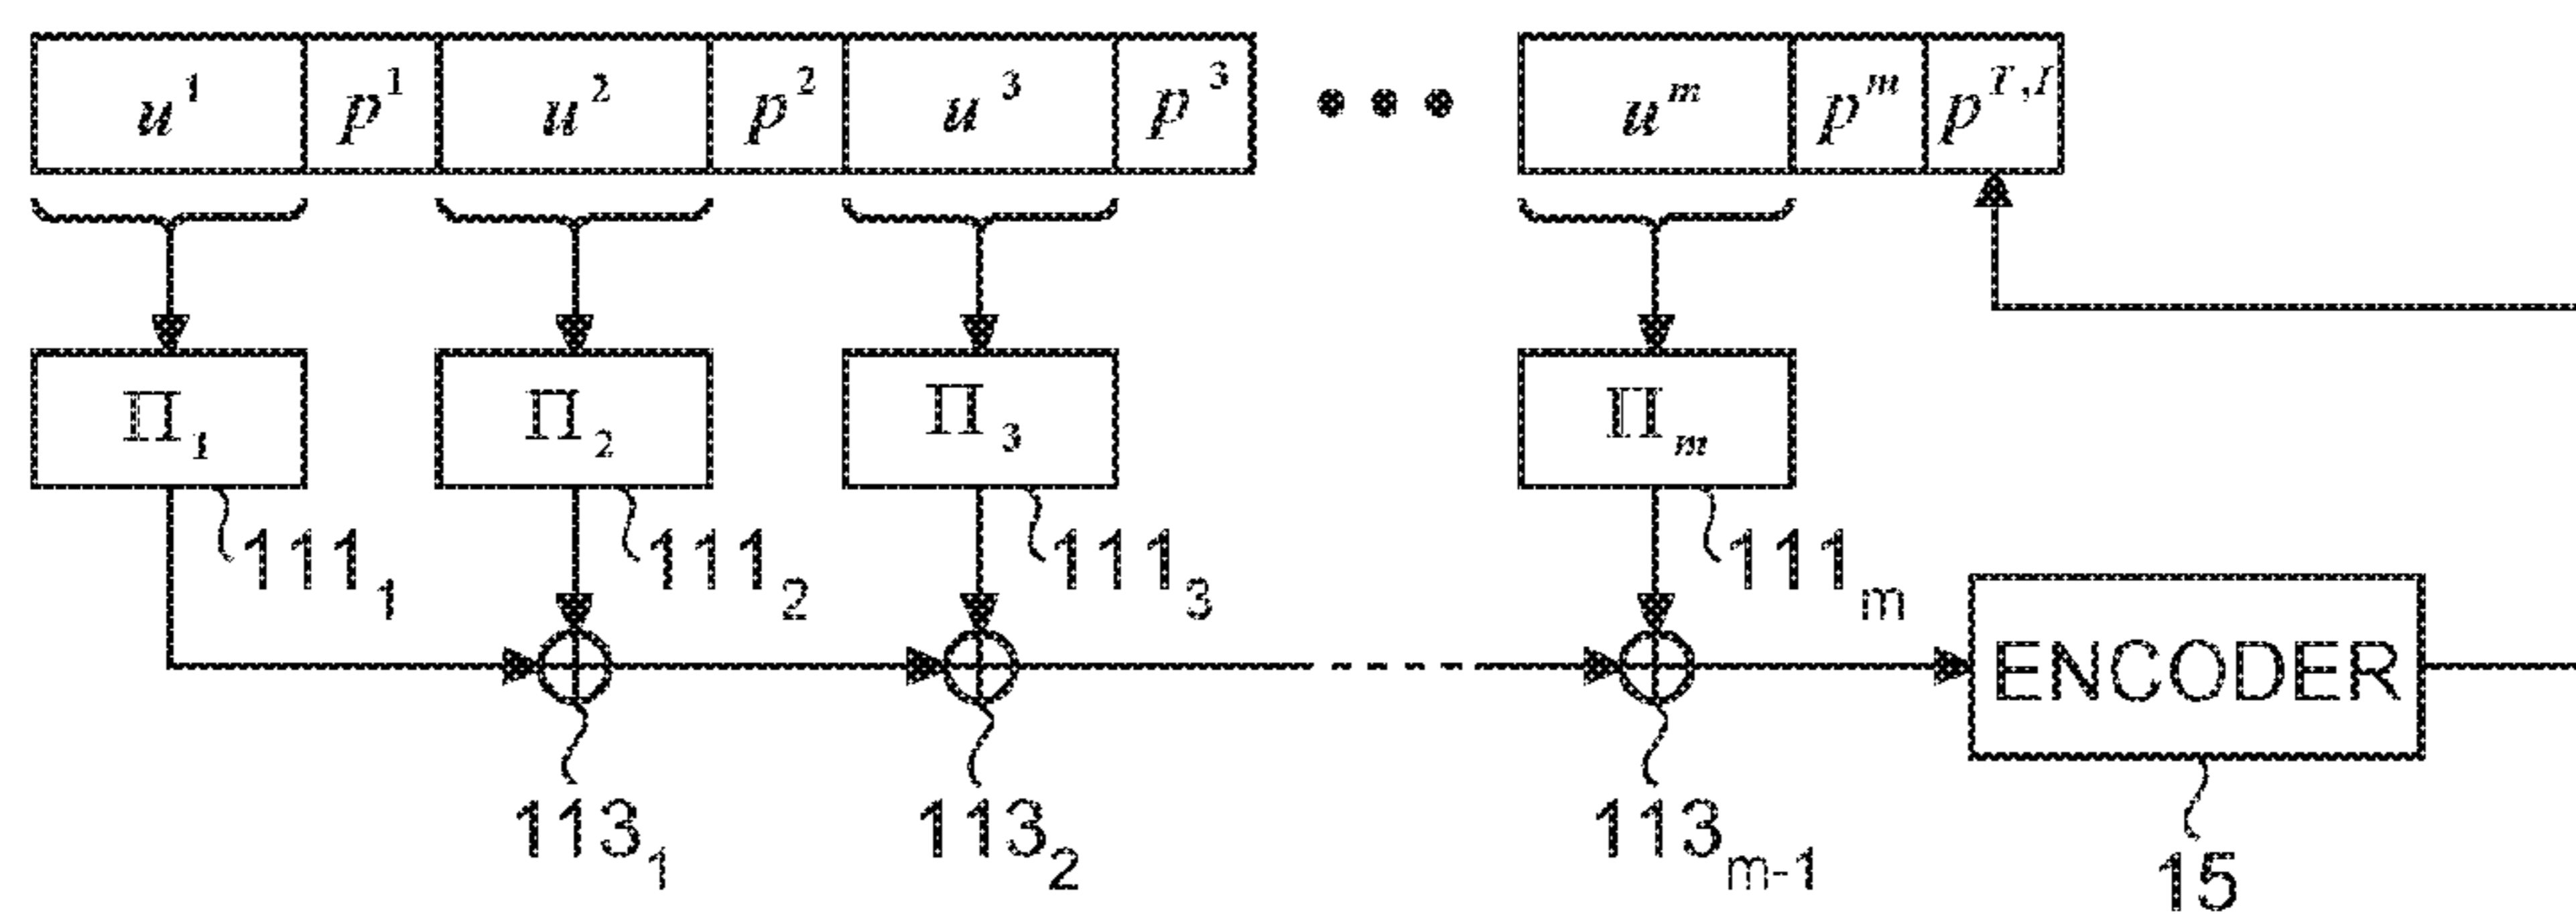 u¹ p¹ u² p² u³ p³ ••• uᵐ pᵐ p^{T,I}
Π₁ Π₂ Π₃ Πₘ
111₁ 111₂ 111₃ 111ₘ
ENCODER
113₁ 113₂ 113ₘ₋₁ 15